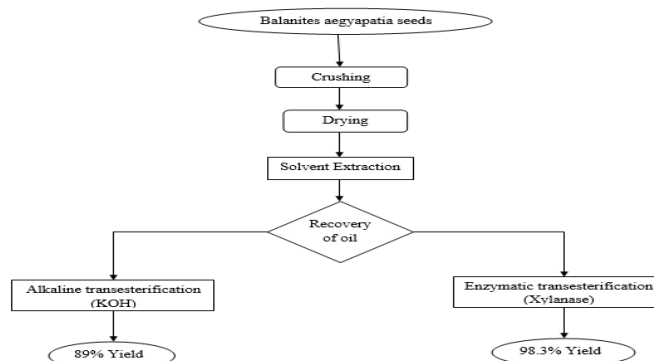 Balanites aegyapatia seeds
Crushing
Drying
Solvent Extraction
Recovery
of oil
Alkaline transesterification
(KOH)
Enzymatic transesterification
(Xylanase)
89% Yield
98.3% Yield